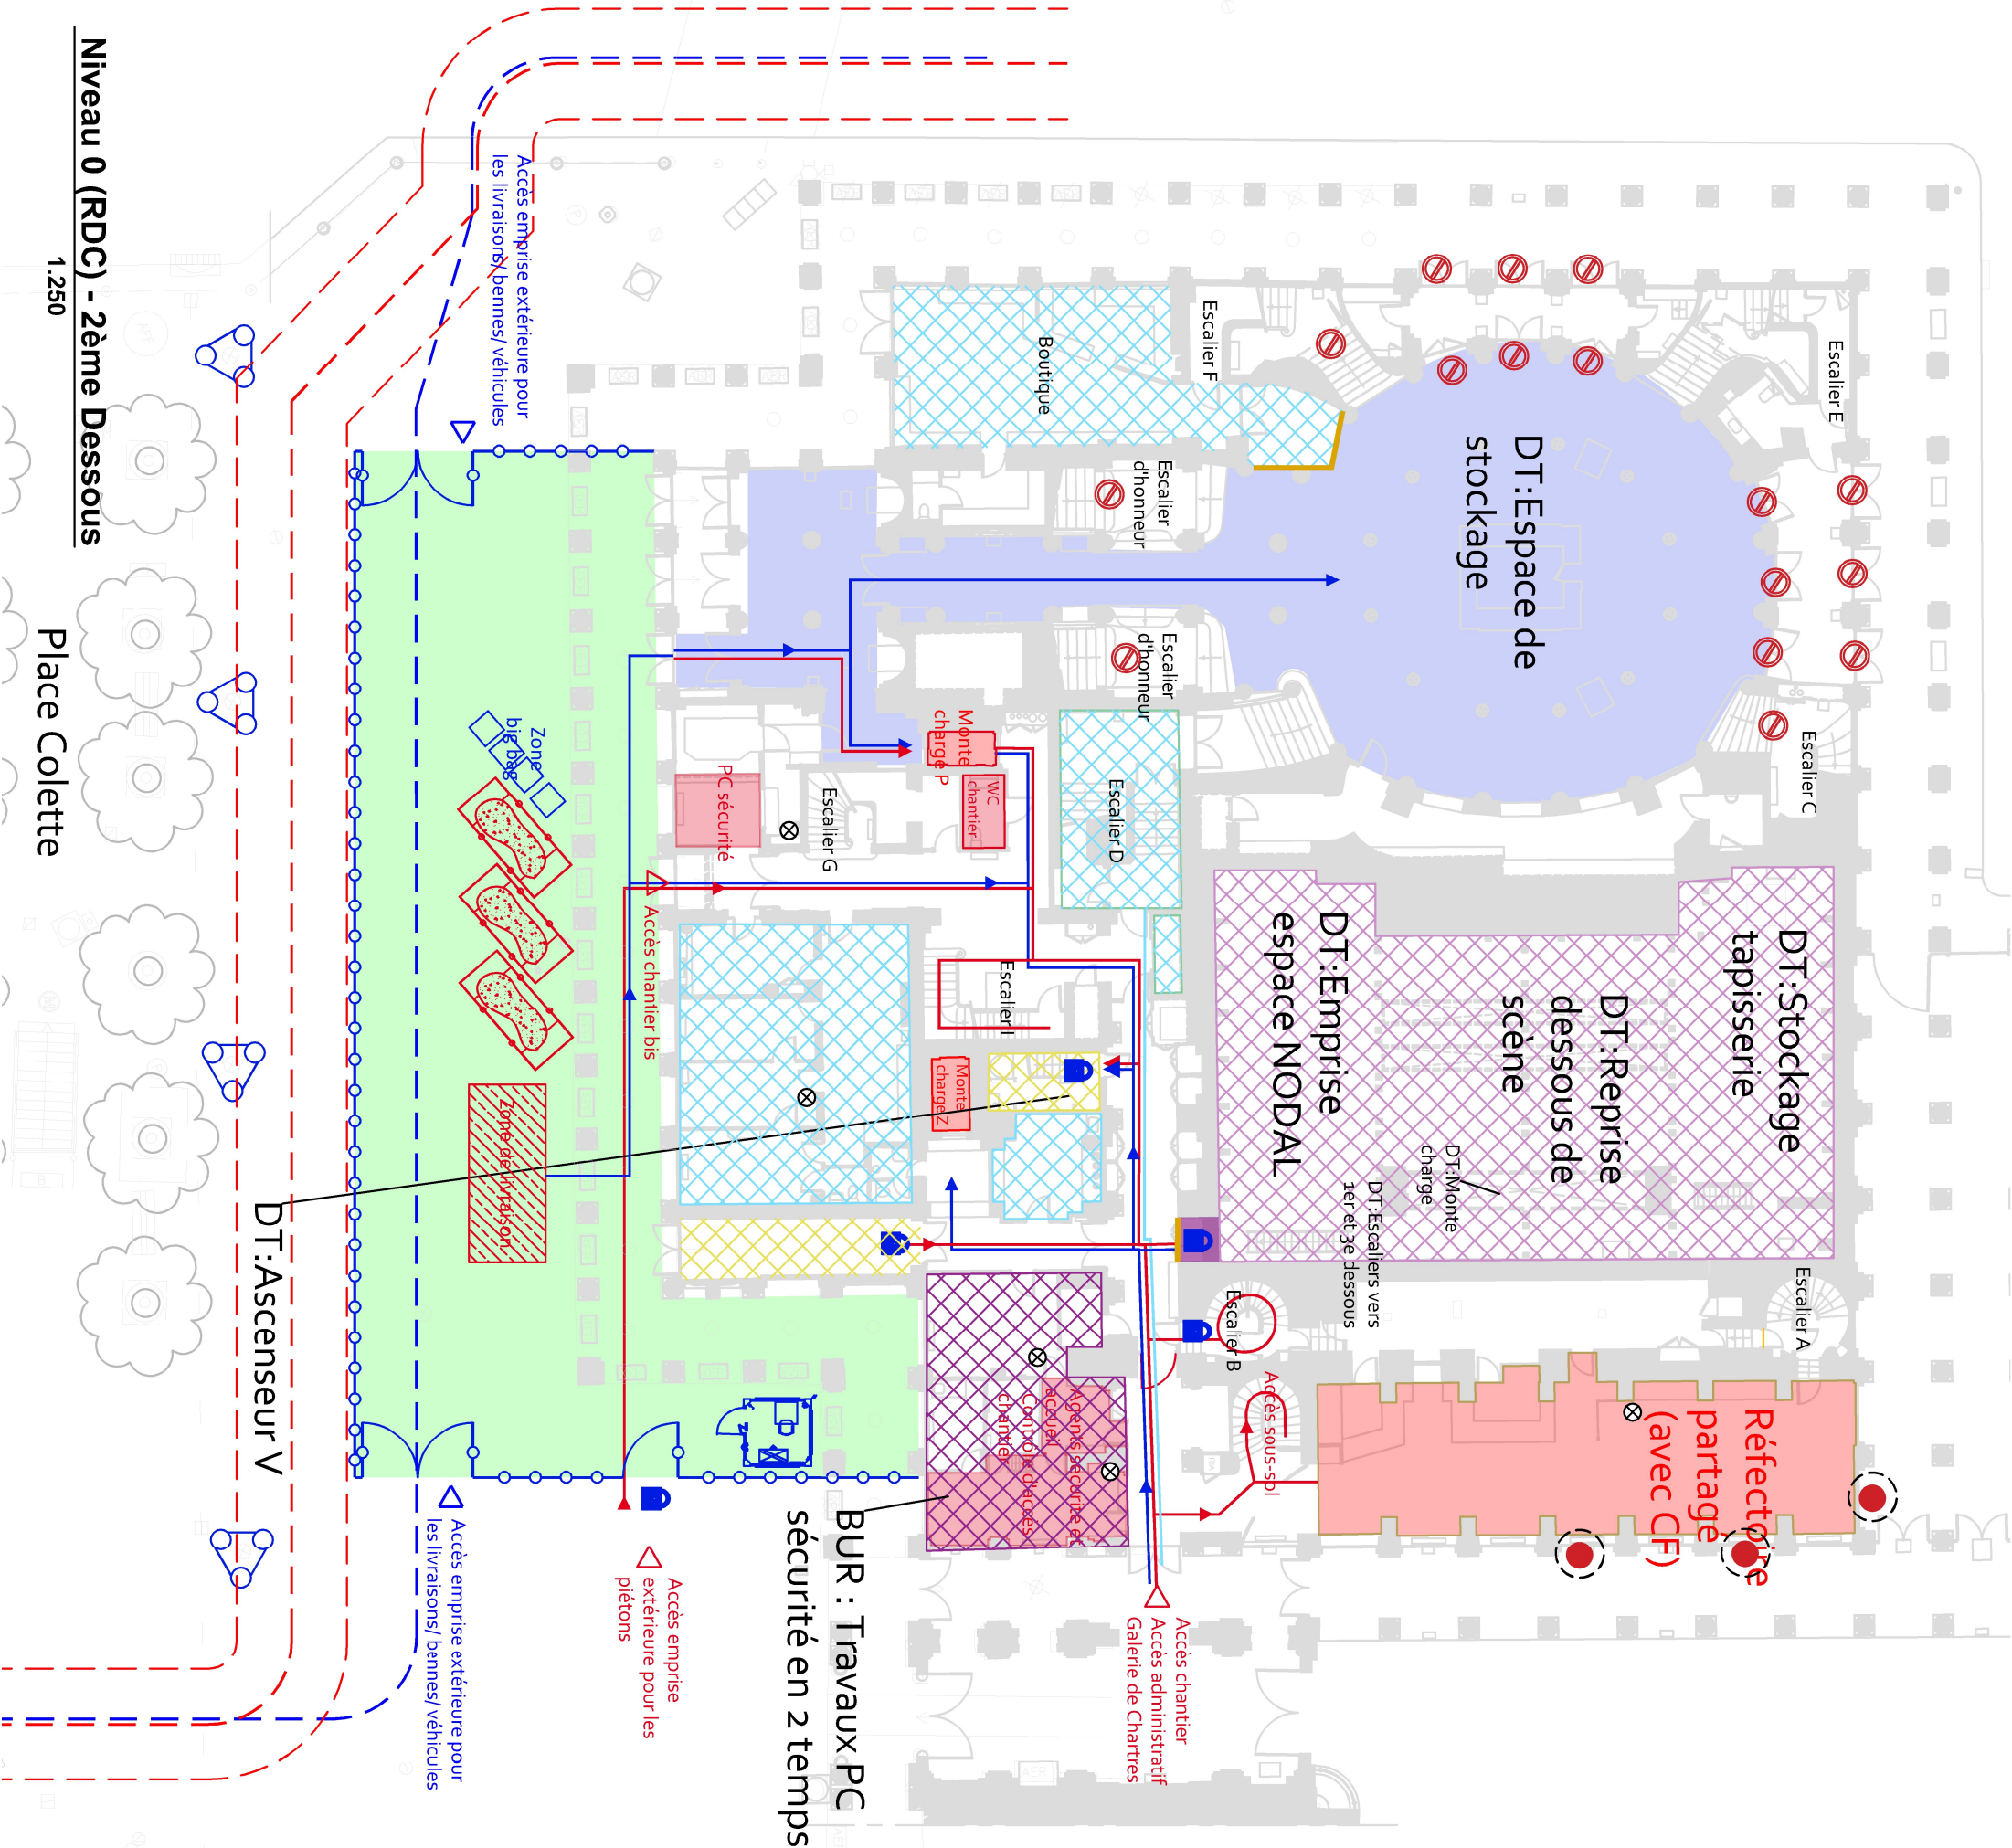 Niveau 0 (RDC) - 2ème Dessous
1.250
Place Colette
Accès emprise extérieure pour
les livraisons/ bennes/ véhicules
Boutique
Escalier F
Escalier E
Escalier
d'honneur
DT:Espace de
stockage
Escalier
d'honneur
Zone
big bag
Monte
charge P
PC sécurité
WC
chantier
Escalier G
Escalier D
Escalier C
Accès chantier bis
Escalier I
DT:Emprise
espace NODAL
DT:Stockage
tapisserie
DT:Reprise
dessous de
scène
Monte
charge Z
Zone de livraison
DT:Monte
charge
DT:Escaliers vers
1er et 3e dessous
DT:Ascenseur V
Escalier B
Escalier A
Accès sous-sol
Agents sécurité et
accueil
Contrôle d'accès
chantier
Réfectoire
partagé
(avec CF)
BUR : Travaux PC
sécurité en 2 temps
Accès emprise extérieure pour
les livraisons/ bennes/ véhicules
Accès emprise
extérieure pour les
piétons
Accès chantier
Accès administratif
Galerie de Chartres
AER